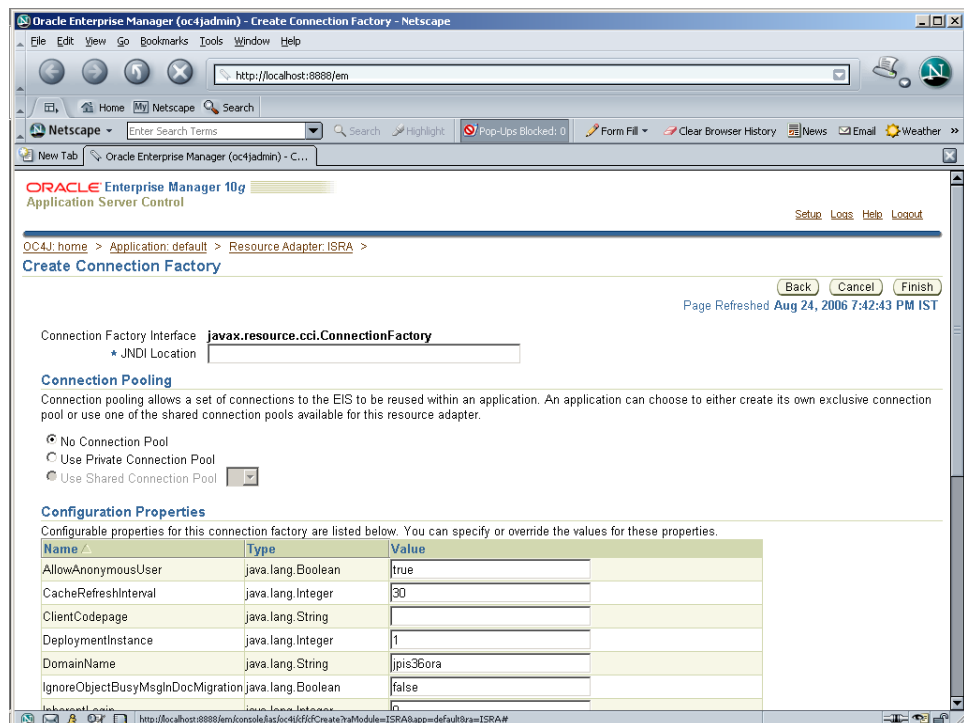 Oracle Enterprise Manager (oc4jadmin) - Create Connection Factory - Netscape
File Edit View Go Bookmarks Tools Window Help
http://localhost:8888/em
Home My Netscape Search
Netscape Enter Search Terms Search Highlight Pop-Ups Blocked: 0 Form Fill Clear Browser History News Email Weather »
New Tab Oracle Enterprise Manager (oc4jadmin) - C...
ORACLE Enterprise Manager 10g
Application Server Control
Setup Logs Help Logout
OC4J: home > Application: default > Resource Adapter: ISRA >
Create Connection Factory
Back Cancel Finish
Page Refreshed Aug 24, 2006 7:42:43 PM IST
Connection Factory Interface javax.resource.cci.ConnectionFactory
* JNDI Location
Connection Pooling
Connection pooling allows a set of connections to the EIS to be reused within an application. An application can choose to either create its own exclusive connection
pool or use one of the shared connection pools available for this resource adapter.
No Connection Pool
Use Private Connection Pool
Use Shared Connection Pool
Configuration Properties
Configurable properties for this connection factory are listed below. You can specify or override the values for these properties.
Name Type Value
AllowAnonymousUser java.lang.Boolean true
CacheRefreshInterval java.lang.Integer 30
ClientCodepage java.lang.String
DeploymentInstance java.lang.Integer 1
DomainName java.lang.String jpis36ora
IgnoreObjectBusyMsgInDocMigration java.lang.Boolean false
InherentLogin java.lang.Integer 0
http://localhost:8888/em/console/ias/oc4j/cf/cfCreate?raModule=ISRA&app=default&ra=ISRA#